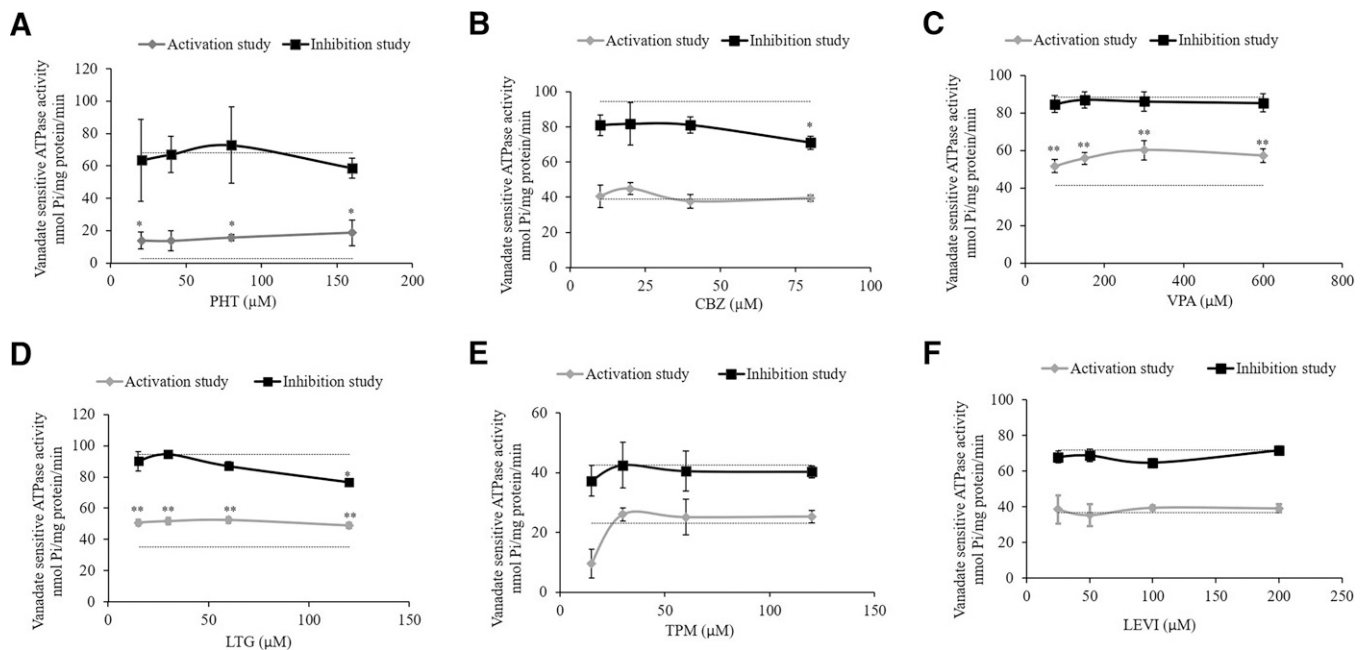 A
Activation study
Inhibition study
Vanadate sensitive ATPase activity
nmol Pi/mg protein/min
120
100
80
60
40
20
0
*
*
*
0
50
100
150
200
PHT (µM)
B
Activation study
Inhibition study
Vanadate sensitive ATPase activity
nmol Pi/mg protein/min
100
80
60
40
20
0
*
0
25
50
75
100
CBZ (µM)
C
Activation study
Inhibition study
Vanadate sensitive ATPase activity
nmol Pi/mg protein/min
100
80
60
40
20
0
**
**
**
**
0
200
400
600
800
VPA (µM)
D
Activation study
Inhibition study
Vanadate sensitive ATPase activity
nmol Pi/mg protein/min
120
100
80
60
40
20
0
*
**
**
**
**
0
50
100
150
LTG (µM)
E
Activation study
Inhibition study
Vanadate sensitive ATPase activity
nmol Pi/mg protein/min
60
40
20
0
0
50
100
150
TPM (µM)
F
Activation study
Inhibition study
Vanadate sensitive ATPase activity
nmol Pi/mg protein/min
100
80
60
40
20
0
0
50
100
150
200
250
LEVI (µM)